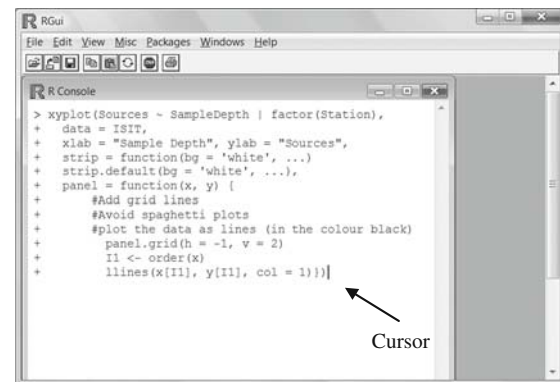 RGui
File Edit View Misc Packages Windows Help
R Console
> xyplot(Sources ~ SampleDepth | factor(Station),
+ data = ISIT,
+ xlab = "Sample Depth", ylab = "Sources",
+ strip = function(bg = 'white', ...)
+ strip.default(bg = 'white', ...),
+ panel = function(x, y) {
+ #Add grid lines
+ #Avoid spaghetti plots
+ #plot the data as lines (in the colour black)
+ panel.grid(h = -1, v = 2)
+ I1 <- order(x)
+ llines(x[I1], y[I1], col = 1)})
Cursor